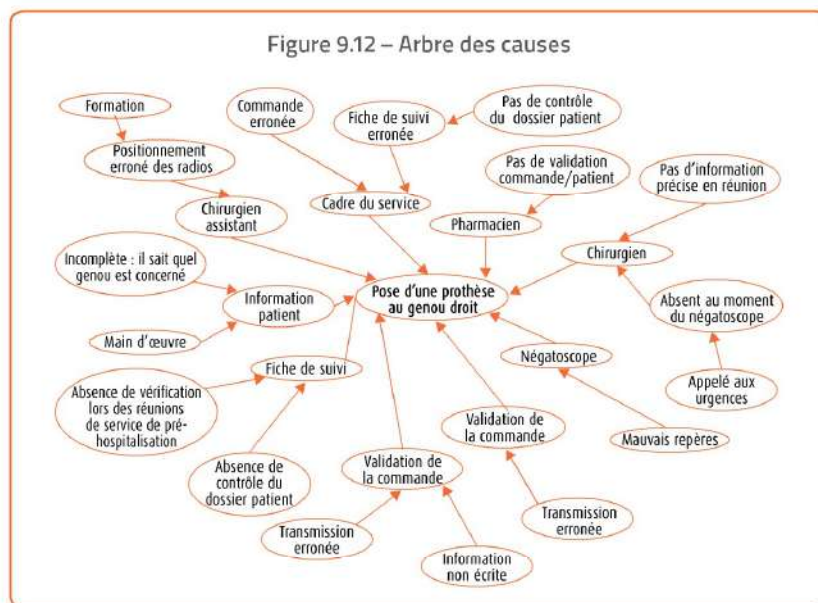 Figure 9.12 – Arbre des causes
Formation
Commande
erronée
Fiche de suivi
erronée
Pas de contrôle
du dossier patient
Positionnement
erroné des radios
Pas de validation
commande/patient
Pas d'information
précise en réunion
Chirurgien
assistant
Cadre du service
Pharmacien
Chirurgien
Incomplète : il sait quel
genou est concerné
Information
patient
Pose d'une prothèse
au genou droit
Absent au moment
du négatoscope
Main d'œuvre
Fiche de suivi
Négatoscope
Appelé aux
urgences
Absence de vérification
lors des réunions
de service de pré-
hospitalisation
Validation de
la commande
Mauvais repères
Absence de
contrôle du
dossier patient
Validation de
la commande
Transmission
erronée
Transmission
erronée
Information
non écrite